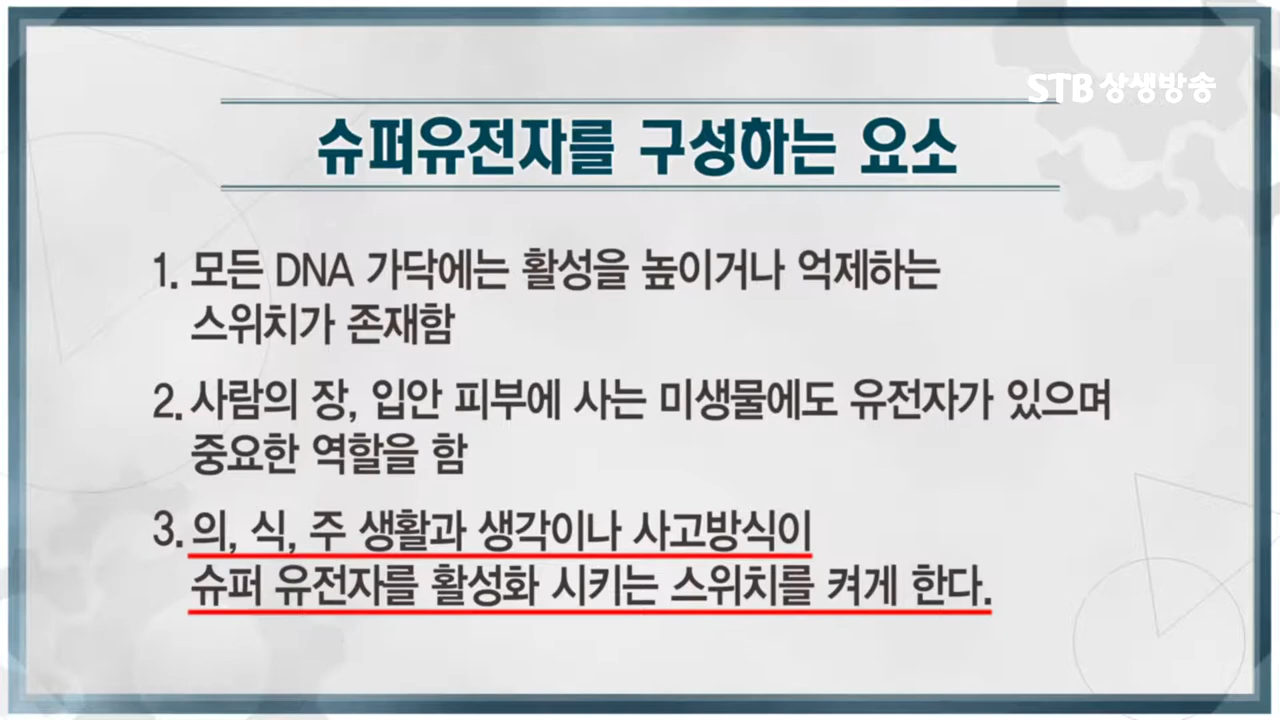 STB 상생방송
슈퍼유전자를 구성하는 요소
1. 모든 DNA 가닥에는 활성을 높이거나 억제하는
스위치가 존재함
2. 사람의 장, 입안 피부에 사는 미생물에도 유전자가 있으며
중요한 역할을 함
3. 의, 식, 주 생활과 생각이나 사고방식이
슈퍼 유전자를 활성화 시키는 스위치를 켜게 한다.